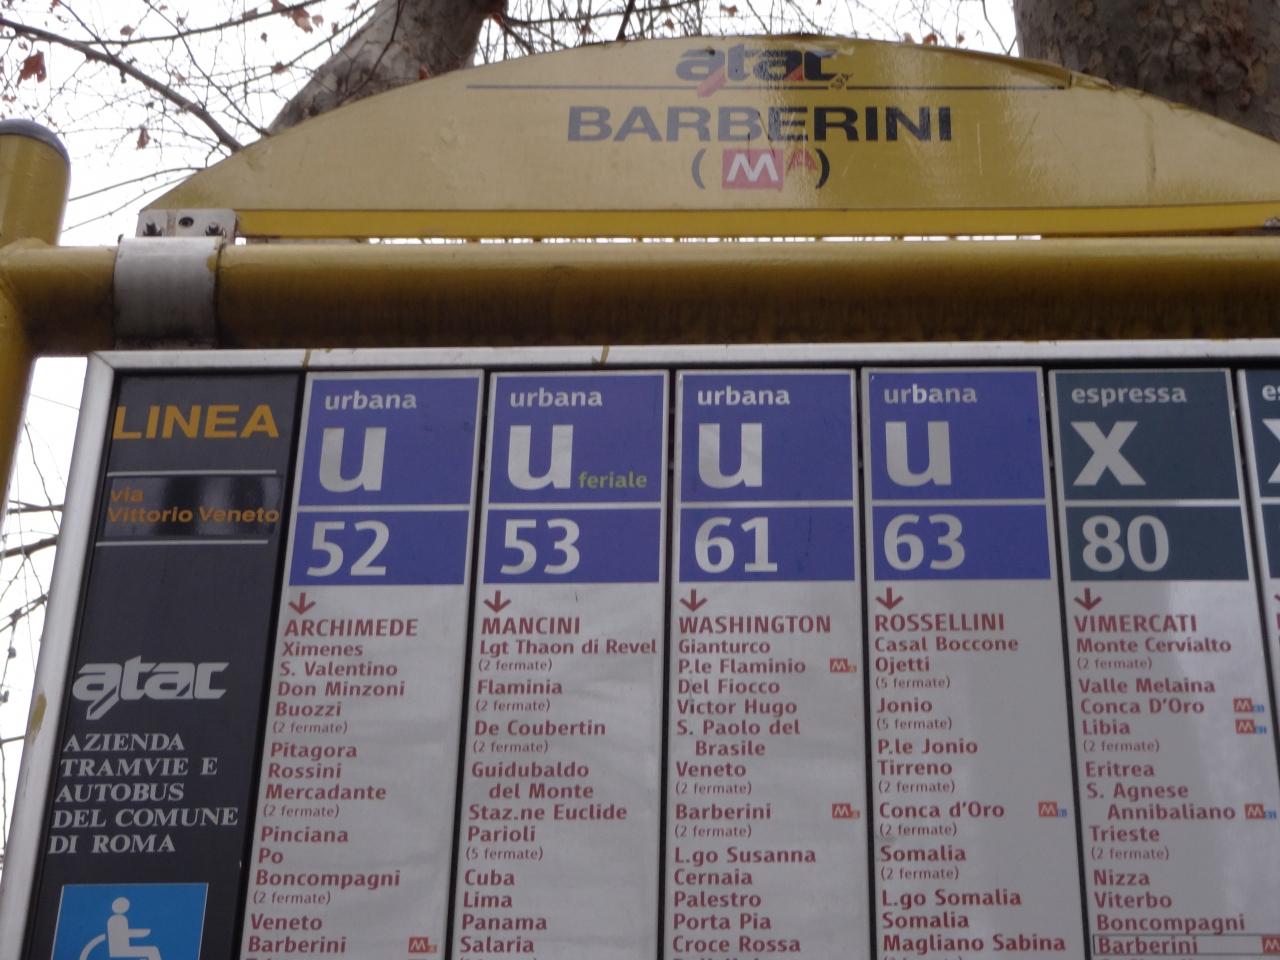 atac
BARBERINI
(MA)
LINEA
via
Vittorio Veneto
atac
AZIENDA
TRAMVIE E
AUTOBUS
DEL COMUNE
DI ROMA
urbana
u
52
ARCHIMEDE
Ximenes
S. Valentino
Don Minzoni
Buozzi
(2 fermate)
Pitagora
Rossini
Mercadante
(2 fermate)
Pinciana
Po
Boncompagni
(2 fermate)
Veneto
Barberini M
urbana
u feriale
53
MANCINI
Lgt Thaon di Revel
(2 fermate)
Flaminia
(2 fermate)
De Coubertin
(2 fermate)
Guidubaldo
del Monte
Staz.ne Euclide
Parioli
(5 fermate)
Cuba
Lima
Panama
Salaria
urbana
u
61
WASHINGTON
Gianturco
P.le Flaminio M
Del Fiocco
Victor Hugo
S. Paolo del
Brasile
Veneto
(2 fermate)
Barberini M
(2 fermate)
L.go Susanna
Cernaia
Palestro
Porta Pia
Croce Rossa
urbana
u
63
ROSSELLINI
Casal Boccone
Ojetti
(5 fermate)
Jonio
(5 fermate)
P.le Jonio
Tirreno
(2 fermate)
Conca d'Oro M
(2 fermate)
Somalia
(2 fermate)
L.go Somalia
Somalia
Magliano Sabina
espressa
x
80
VIMERCATI
Monte Cervialto
(2 fermate)
Valle Melaina
Conca D'Oro M
Libia M
(2 fermate)
Eritrea
S. Agnese
Annibaliano M
Trieste
(2 fermate)
Nizza
Viterbo
Boncompagni
Barberini M